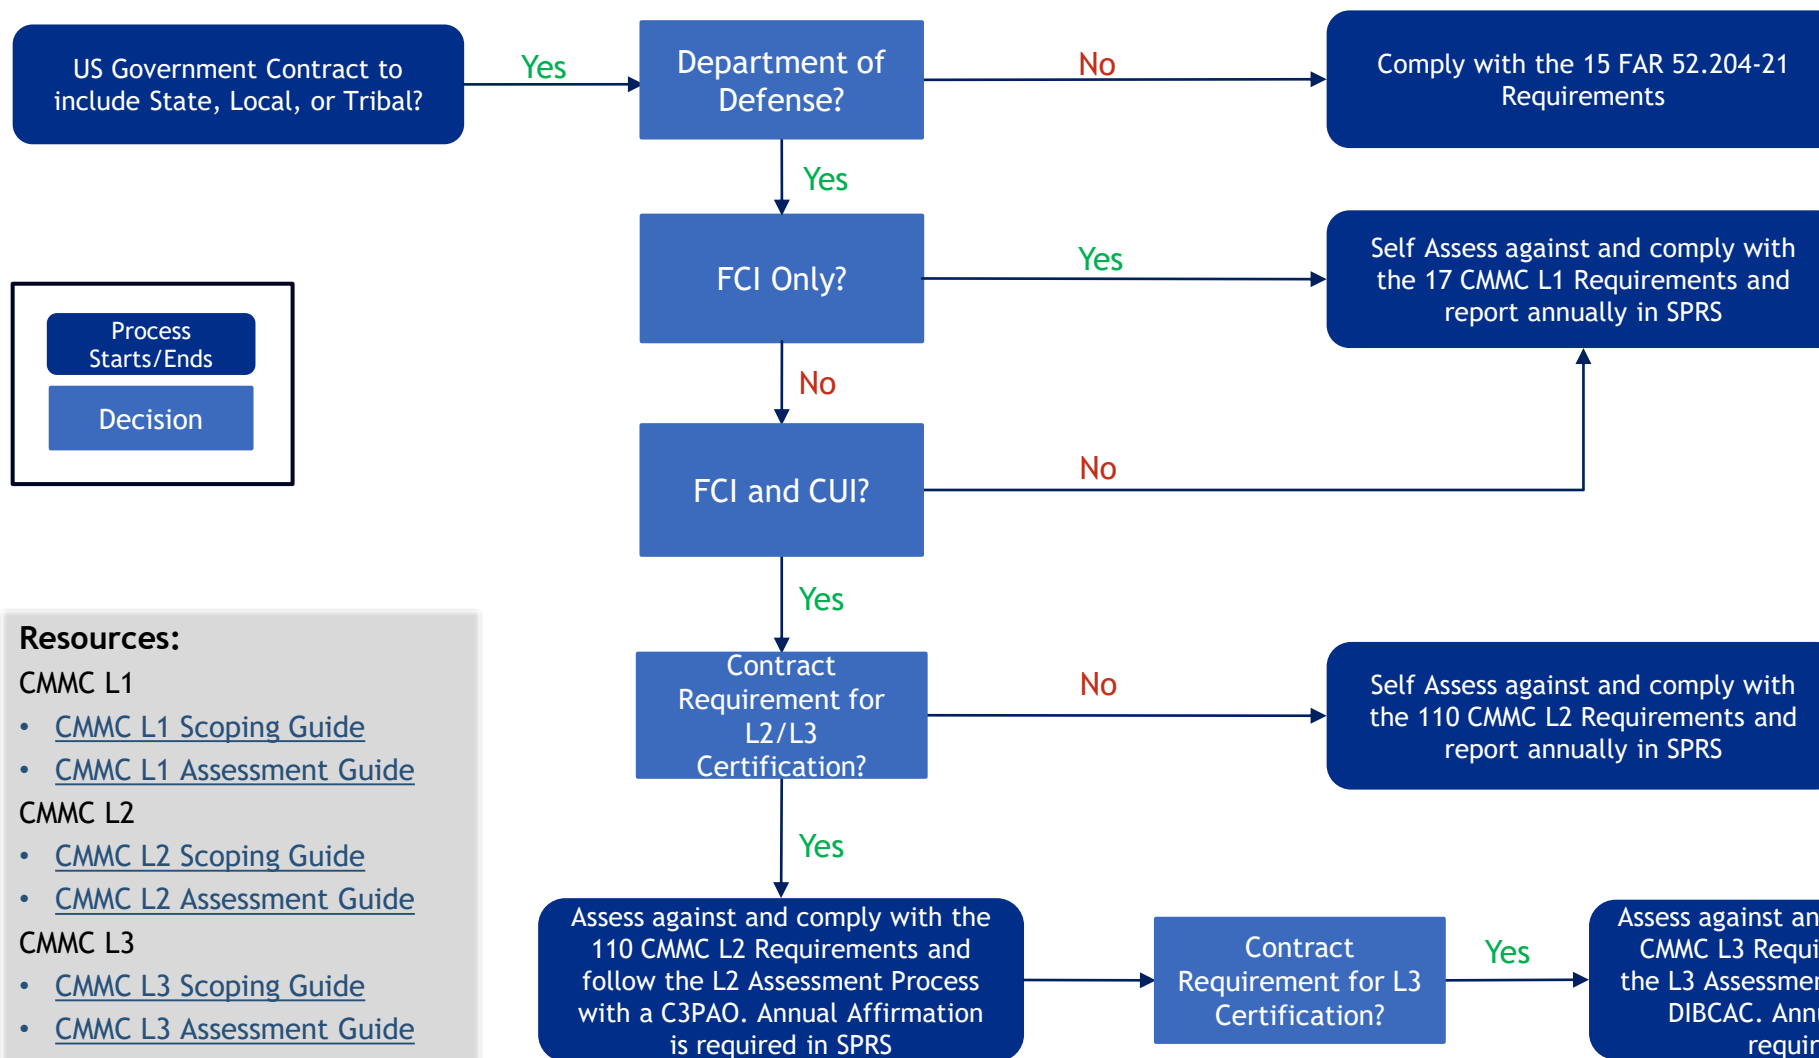 US Government Contract to
include State, Local, or Tribal?
Yes
Department of
Defense?
No
Comply with the 15 FAR 52.204-21
Requirements
Yes
FCI Only?
Yes
Self Assess against and comply with
the 17 CMMC L1 Requirements and
report annually in SPRS
Process
Starts/Ends
Decision
No
FCI and CUI?
No
Yes
Contract
Requirement for
L2/L3
Certification?
No
Self Assess against and comply with
the 110 CMMC L2 Requirements and
report annually in SPRS
Yes
Resources:
CMMC L1
• CMMC L1 Scoping Guide
• CMMC L1 Assessment Guide
CMMC L2
• CMMC L2 Scoping Guide
• CMMC L2 Assessment Guide
CMMC L3
• CMMC L3 Scoping Guide
• CMMC L3 Assessment Guide
Assess against and comply with the
110 CMMC L2 Requirements and
follow the L2 Assessment Process
with a C3PAO. Annual Affirmation
is required in SPRS
Contract
Requirement for L3
Certification?
Yes
Assess against
CMMC L3
the L3
DIBCAC.